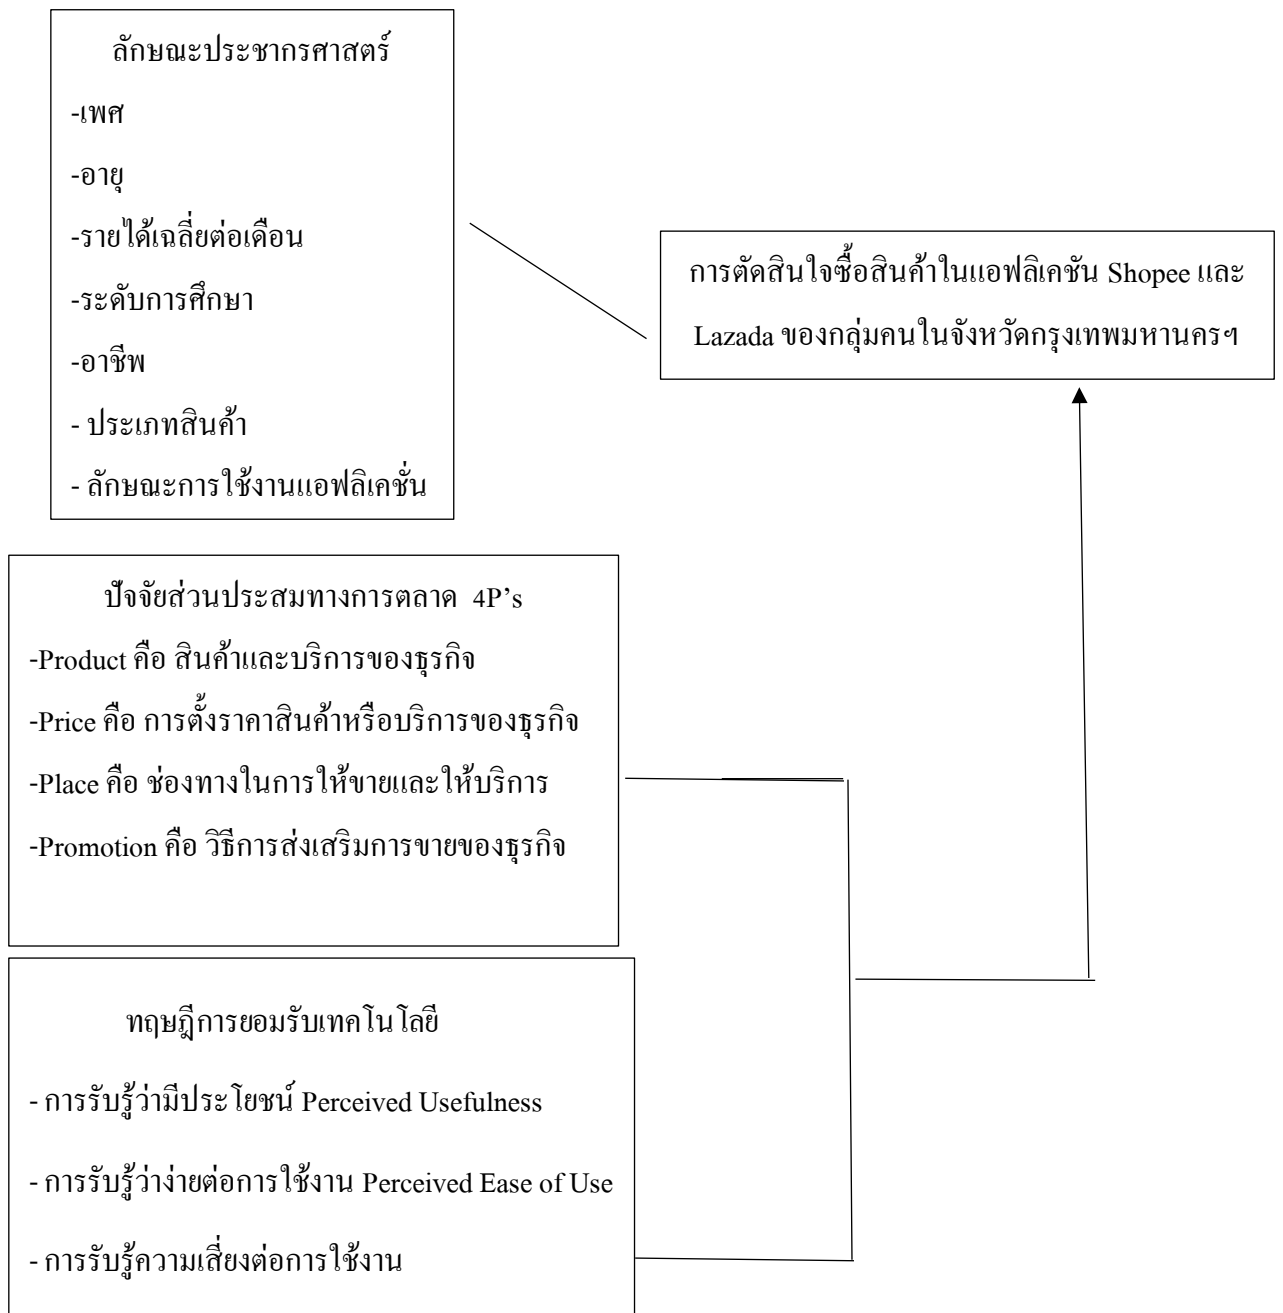 ลักษณะประชากรศาสตร์
-เพศ
-อายุ
-รายได้เฉลี่ยต่อเดือน
-ระดับการศึกษา
-อาชีพ
- ประเภทสินค้า
- ลักษณะการใช้งานแอฟลิเคชั่น
การตัดสินใจซื้อสินค้าในแอฟลิเคชัน Shopee และ
Lazada ของกลุ่มคนในจังหวัดกรุงเทพมหานครฯ
ปัจจัยส่วนประสมทางการตลาด 4P’s
-Product คือ สินค้าและบริการของธุรกิจ
-Price คือ การตั้งราคาสินค้าหรือบริการของธุรกิจ
-Place คือ ช่องทางในการให้ขายและให้บริการ
-Promotion คือ วิธีการส่งเสริมการขายของธุรกิจ
ทฤษฎีการยอมรับเทคโนโลยี
- การรับรู้ว่ามีประโยชน์ Perceived Usefulness
- การรับรู้ว่าง่ายต่อการใช้งาน Perceived Ease of Use
- การรับรู้ความเสี่ยงต่อการใช้งาน